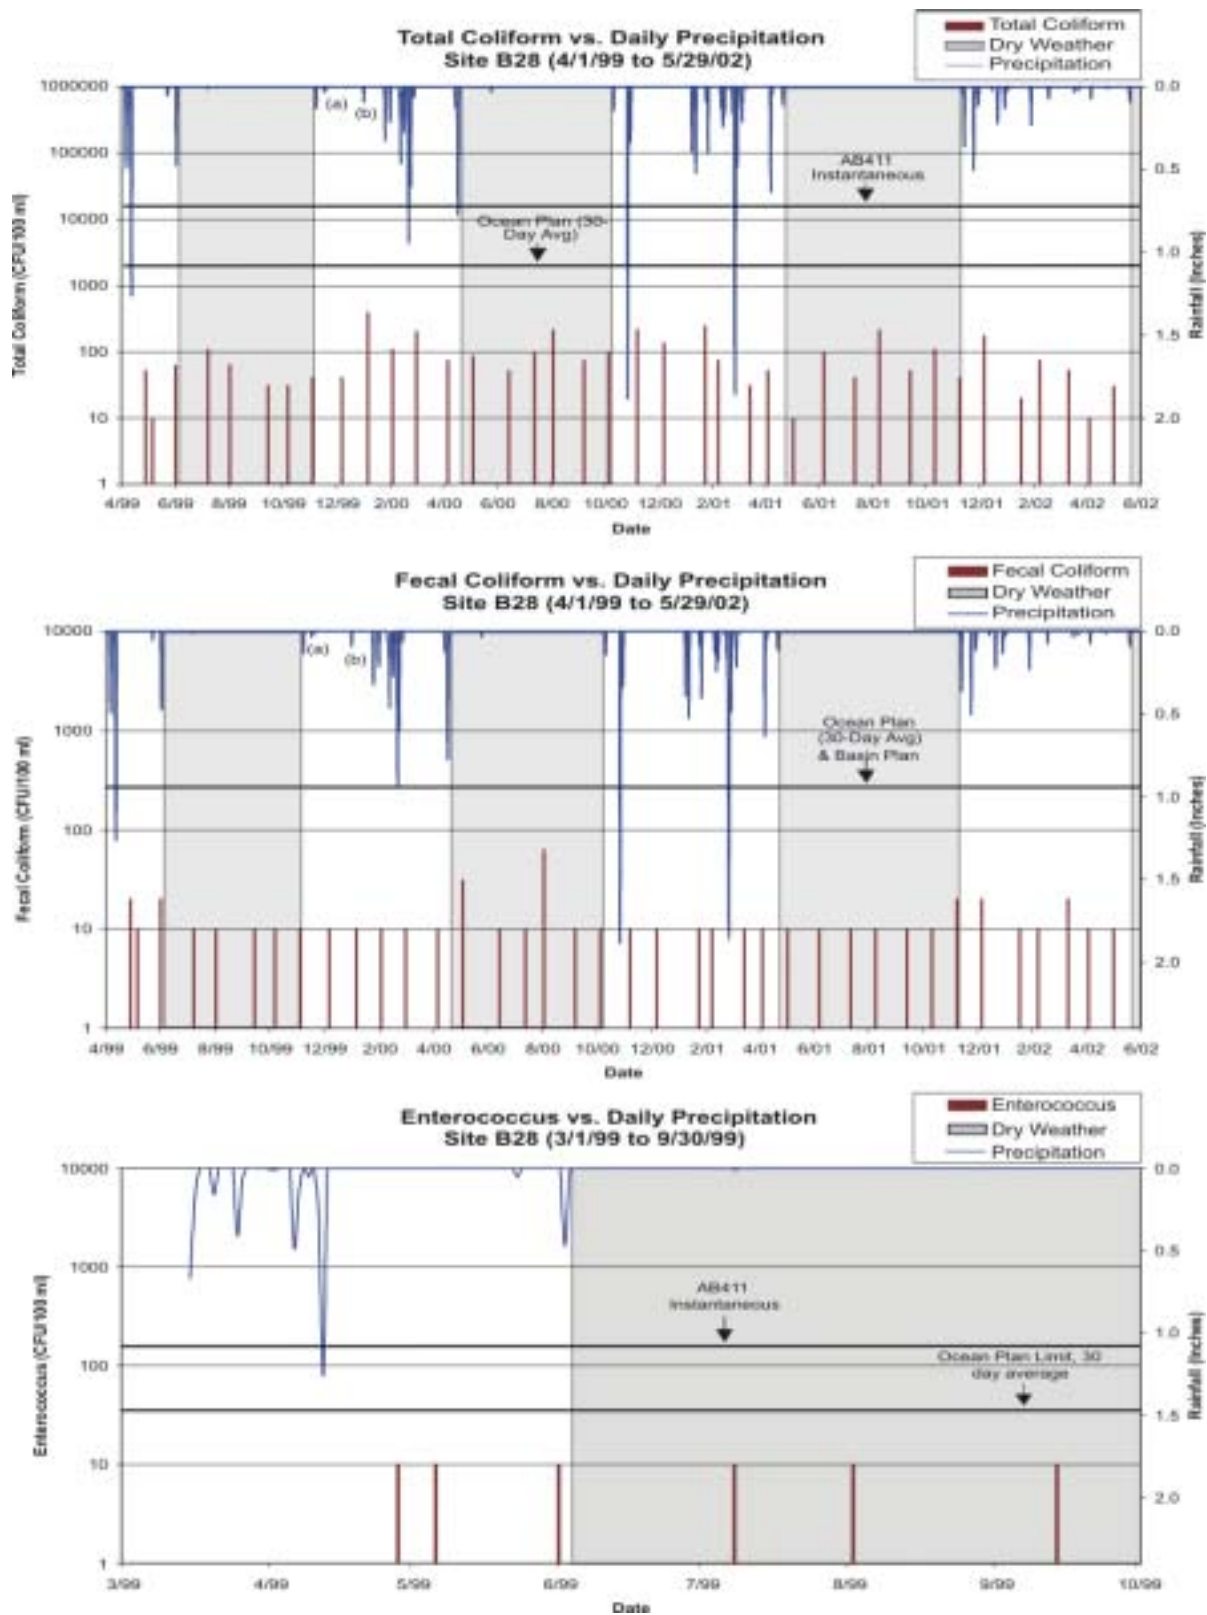 Total Coliform vs. Daily Precipitation
Site B28 (4/1/99 to 5/29/02)
Total Coliform
Dry Weather
Precipitation
1000000
100000
10000
1000
100
10
1
Total Coliform (CFU/100 ml)
(a)
(b)
AB411
Instantaneous
Ocean Plan (30-
Day Avg)
0.0
0.5
1.0
1.5
2.0
Rainfall (Inches)
4/99 6/99 8/99 10/99 12/99 2/00 4/00 6/00 8/00 10/00 12/00 2/01 4/01 6/01 8/01 10/01 12/01 2/02 4/02 6/02
Date
Fecal Coliform vs. Daily Precipitation
Site B28 (4/1/99 to 5/29/02)
Fecal Coliform
Dry Weather
Precipitation
10000
1000
100
10
1
Fecal Coliform (CFU/100 ml)
(a)
(b)
Ocean Plan
(30-Day Avg)
& Basin Plan
0.0
0.5
1.0
1.5
2.0
Rainfall (Inches)
4/99 6/99 8/99 10/99 12/99 2/00 4/00 6/00 8/00 10/00 12/00 2/01 4/01 6/01 8/01 10/01 12/01 2/02 4/02 6/02
Date
Enterococcus vs. Daily Precipitation
Site B28 (3/1/99 to 9/30/99)
Enterococcus
Dry Weather
Precipitation
10000
1000
100
10
1
Enterococcus (CFU/100 ml)
AB411
Instantaneous
Ocean Plan Limit, 30
day average
0.0
0.5
1.0
1.5
2.0
Rainfall (Inches)
3/99 4/99 5/99 6/99 7/99 8/99 9/99 10/99
Date